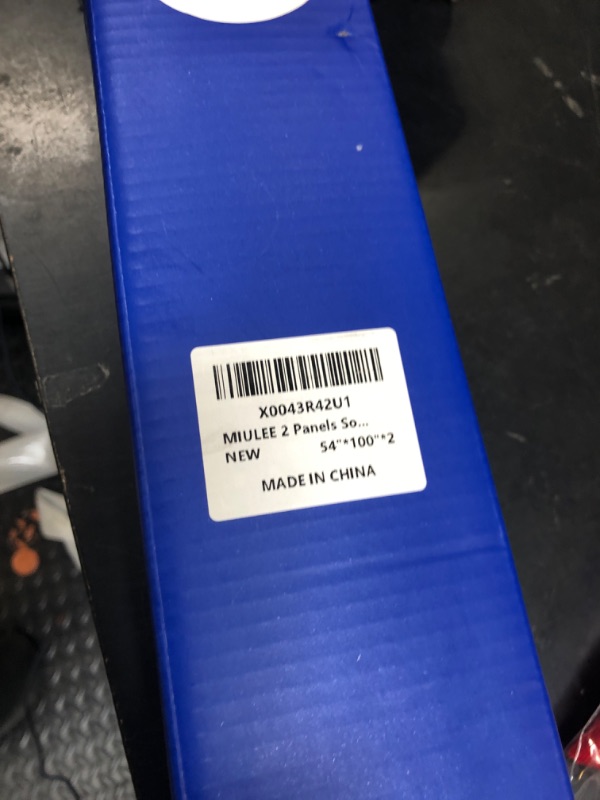 X0043R42U1
MIULEE 2 Panels So...
NEW 54"*100"*2
MADE IN CHINA